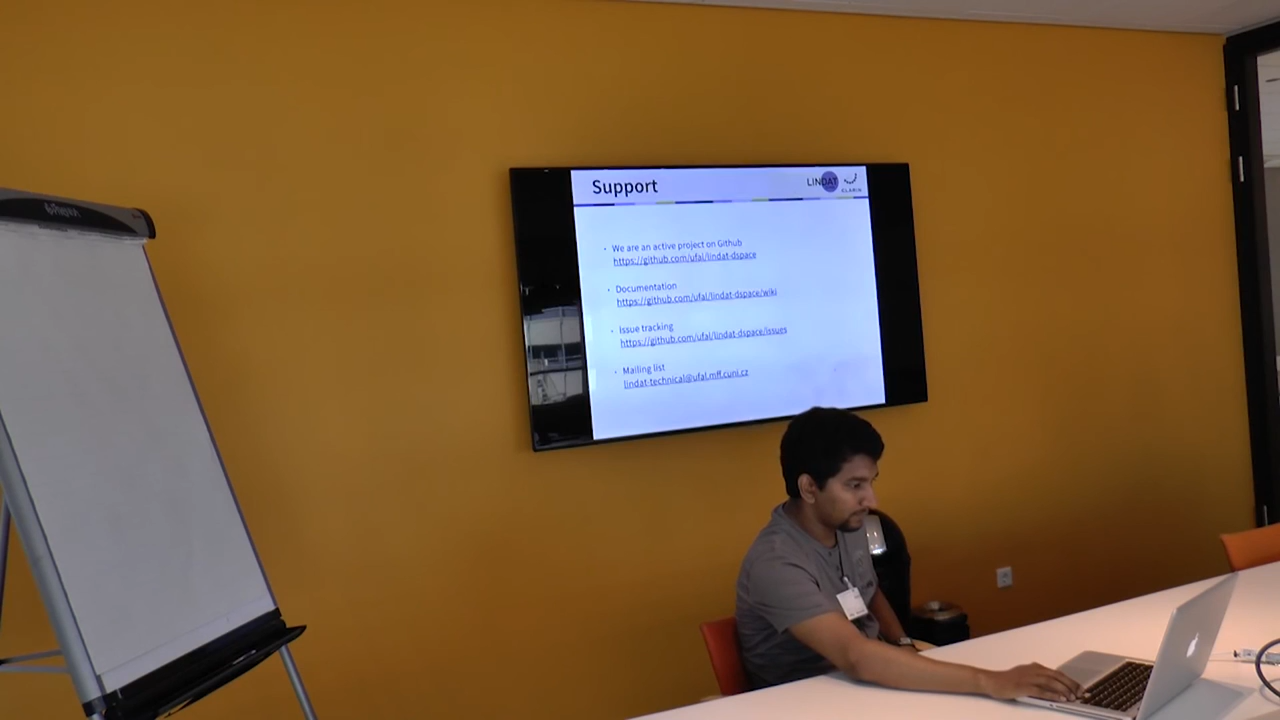 Support
LINDAT
CLARIN
· We are an active project on Github
https://github.com/ufal/lindat-dspace
· Documentation
https://github.com/ufal/lindat-dspace/wiki
· Issue tracking
https://github.com/ufal/lindat-dspace/issues
· Mailing list
lindat-technical@ufal.mff.cuni.cz